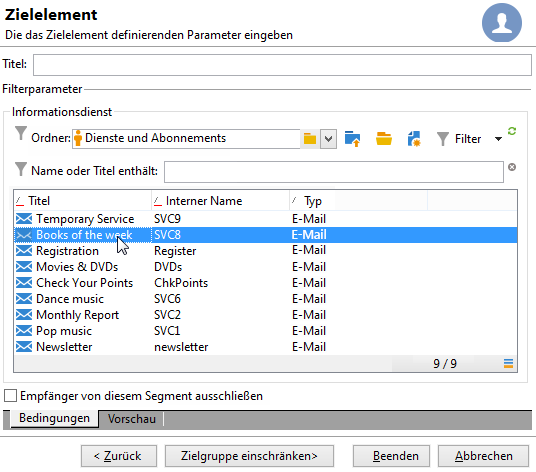 Zielelement
Die das Zielelement definierenden Parameter eingeben
Titel:
Filterparameter
Informationsdienst
Ordner: Dienste und Abonnements Filter
Name oder Titel enthält:
Titel Interner Name Typ
Temporary Service SVC9 E-Mail
Books of the week SVC8 E-Mail
Registration Register E-Mail
Movies & DVDs DVDs E-Mail
Check Your Points ChkPoints E-Mail
Dance music SVC6 E-Mail
Monthly Report SVC2 E-Mail
Pop music SVC1 E-Mail
Newsletter newsletter E-Mail
9 / 9
Empfänger von diesem Segment ausschließen
Bedingungen Vorschau
< Zurück Zielgruppe einschränken> Beenden Abbrechen